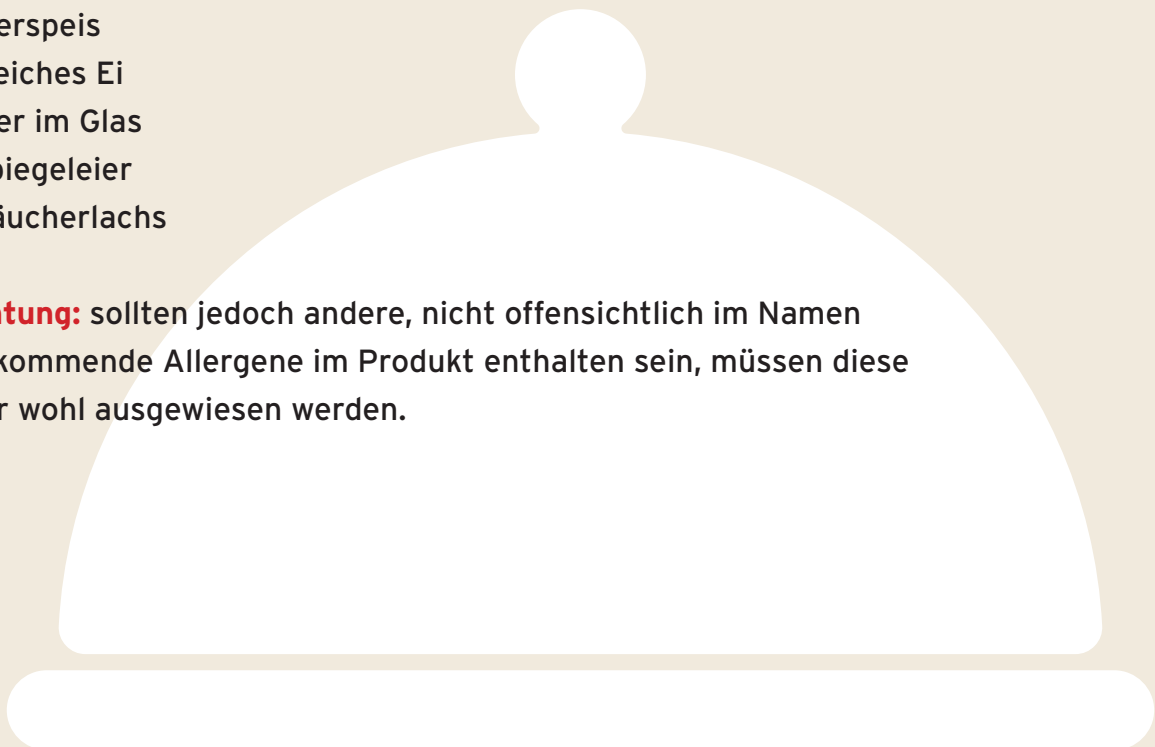 erspeis
eiches Ei
er im Glas
piegeleier
äucherlachs
htung: sollten jedoch andere, nicht offensichtlich im Namen
kommende Allergene im Produkt enthalten sein, müssen diese
r wohl ausgewiesen werden.